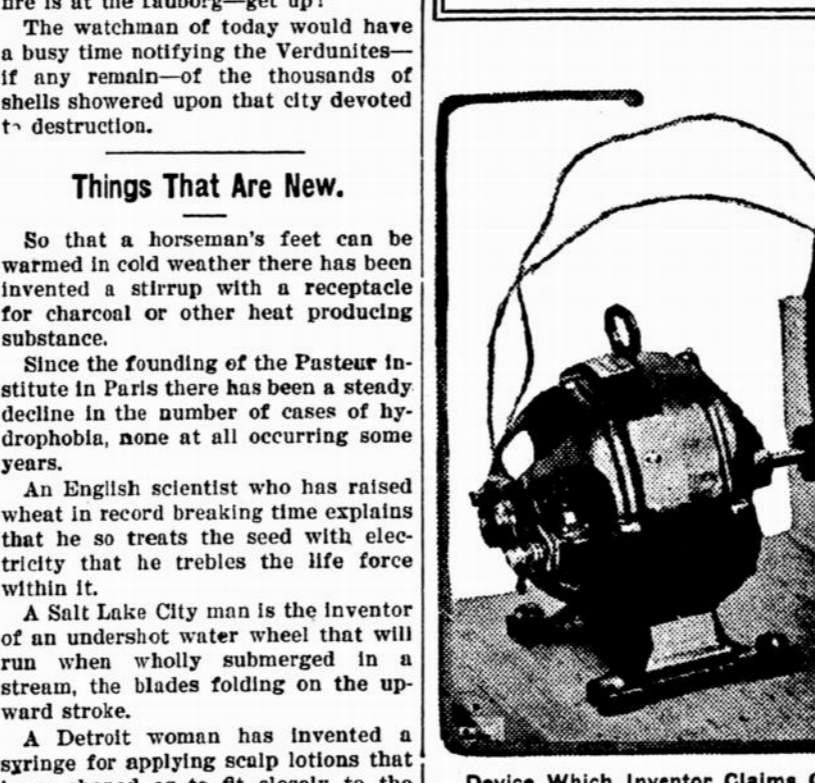 fire is at the fauborg—get up!
The watchman of today would have
a busy time notifying the Verdunites—
if any remain—of the thousands of
shells showered upon that city devoted
to destruction.
Things That Are New.
So that a horseman's feet can be
warmed in cold weather there has been
invented a stirrup with a receptacle
for charcoal or other heat producing
substance.
Since the founding of the Pasteur in-
stitute in Paris there has been a steady
decline in the number of cases of hy-
drophobia, none at all occurring some
years.
An English scientist who has raised
wheat in record breaking time explains
that he so treats the seed with elec-
tricity that he trebles the life force
within it.
A Salt Lake City man is the inventor
of an undershot water wheel that will
run when wholly submerged in a
stream, the blades folding on the up-
ward stroke.
A Detroit woman has invented a
syringe for applying scalp lotions that
to fit closely to the
Device Which Inventor Claims